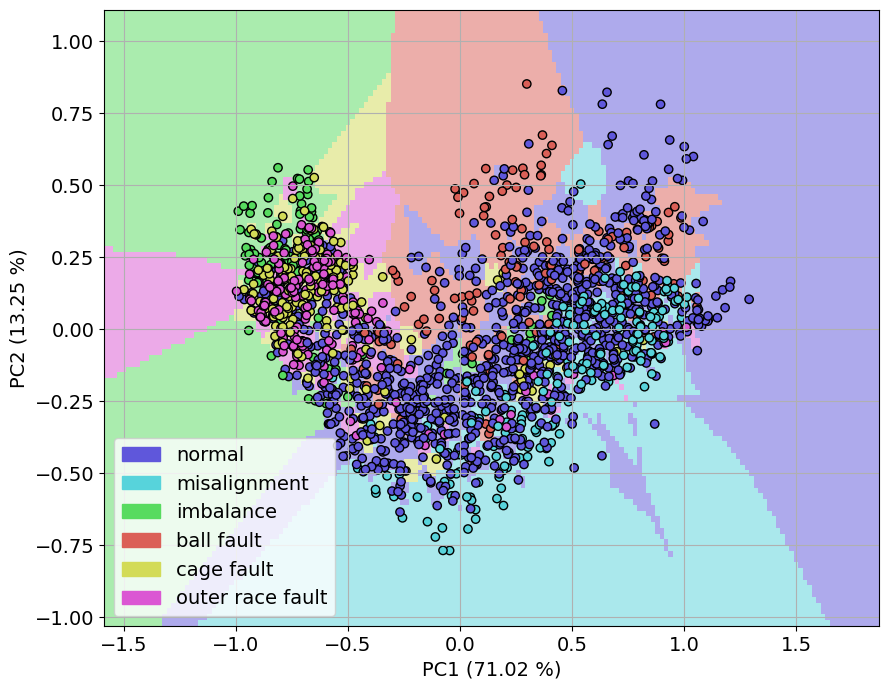 1.00
0.75
0.50
0.25
0.00
−0.25
−0.50
−0.75
−1.00
PC2 (13.25 %)
normal
misalignment
imbalance
ball fault
cage fault
outer race fault
−1.5 −1.0 −0.5 0.0 0.5 1.0 1.5
PC1 (71.02 %)